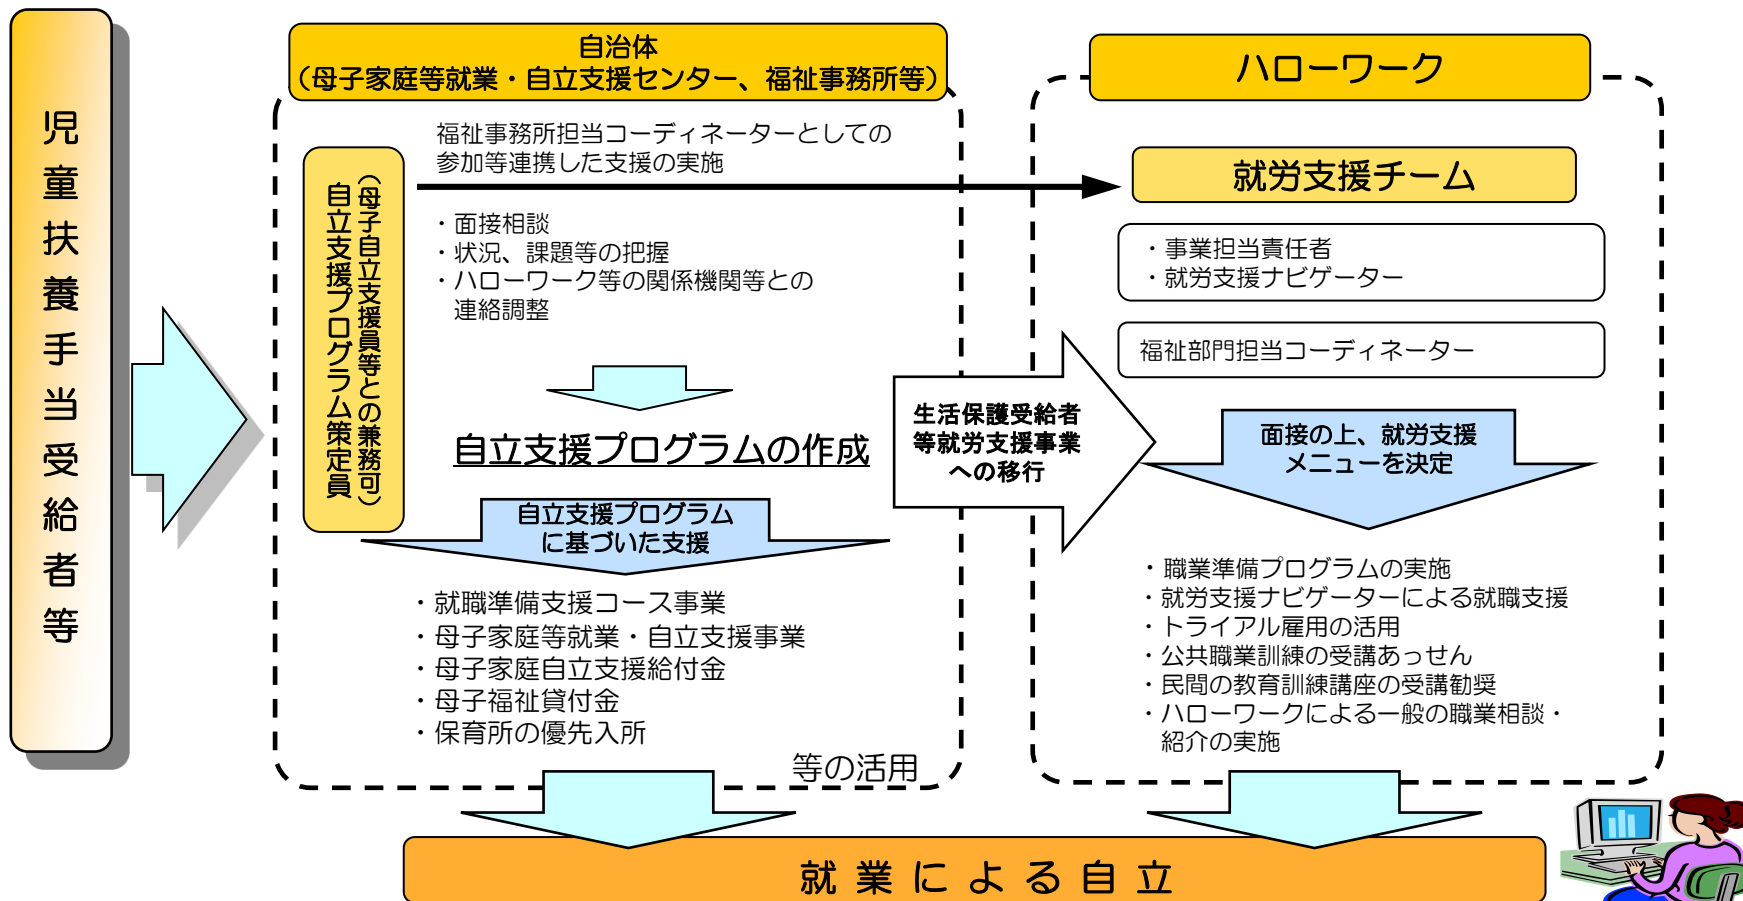 児童扶養手当受給者等
自治体
（母子家庭等就業・自立支援センター、福祉事務所等）
福祉事務所担当コーディネーターとしての
参加等連携した支援の実施
自立支援プログラム策定員
（母子自立支援員等との兼務可）
・面接相談
・状況、課題等の把握
・ハローワーク等の関係機関等との
連絡調整
自立支援プログラムの作成
自立支援プログラム
に基づいた支援
・就職準備支援コース事業
・母子家庭等就業・自立支援事業
・母子家庭自立支援給付金
・母子福祉貸付金
・保育所の優先入所
等の活用
生活保護受給者
等就労支援事業
への移行
ハローワーク
就労支援チーム
・事業担当責任者
・就労支援ナビゲーター
福祉部門担当コーディネーター
面接の上、就労支援
メニューを決定
・職業準備プログラムの実施
・就労支援ナビゲーターによる就職支援
・トライアル雇用の活用
・公共職業訓練の受講あっせん
・民間の教育訓練講座の受講勧奨
・ハローワークによる一般の職業相談・
紹介の実施
就業による自立